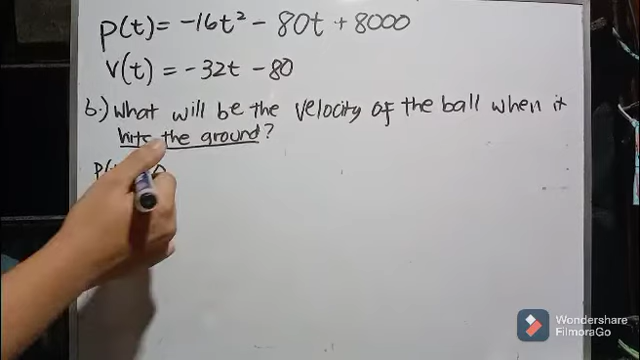 p(t) = -16t² - 80t + 8000
v(t) = -32t - 80
b.) What will be the velocity of the ball when it
hits the ground?
Wondershare
FilmoraGo